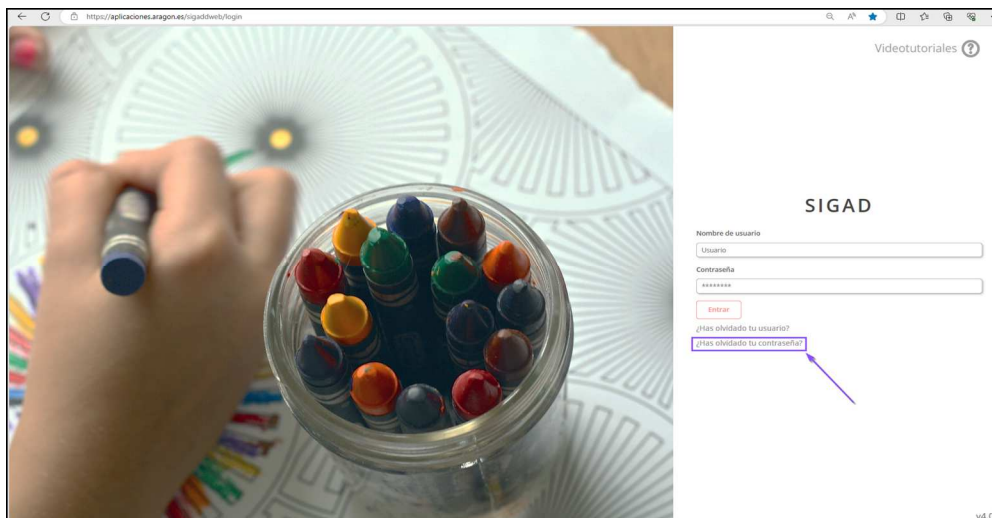 https://aplicaciones.aragon.es/sigaddweb/login
Videotutoriales ?
SIGAD
Nombre de usuario
Usuario
Contraseña
********
Entrar
¿Has olvidado tu usuario?
¿Has olvidado tu contraseña?